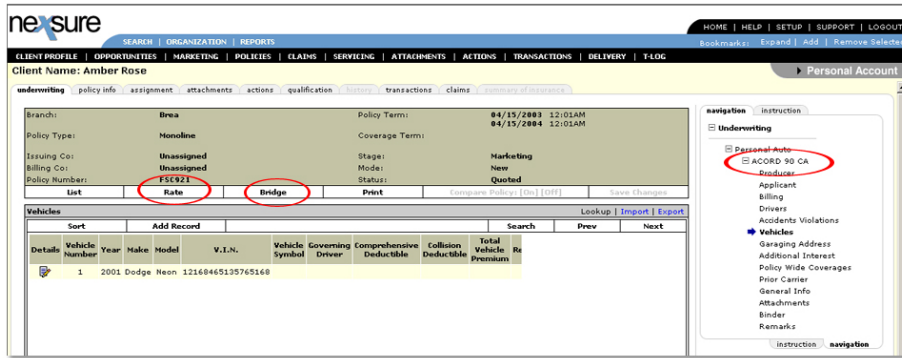 nexsure
HOME | HELP | SETUP | SUPPORT | LOGOUT
SEARCH | ORGANIZATION | REPORTS
Bookmarks: Expand | Add | Remove Selecte
CLIENT PROFILE | OPPORTUNITIES | MARKETING | POLICIES | CLAIMS | SERVICING | ATTACHMENTS | ACTIONS | TRANSACTIONS | DELIVERY | T-LOG
Client Name: Amber Rose
Personal Account
underwriting policy info assignment attachments actions qualification history transactions claims summary of insurance
Branch: Brea Policy Term: 04/15/2003 12:01AM
04/15/2004 12:01AM
Policy Type: Monoline Coverage Term:
Issuing Co: Unassigned Stage: Marketing
Billing Co: Unassigned Mode: New
Policy Number: FSC921 Status: Quoted
List Rate Bridge Print Compare Policy: [On] [Off] Save Changes
Vehicles Lookup | Import | Export
Sort Add Record Search Prev Next
Details Vehicle Number Year Make Model V.I.N. Vehicle Symbol Governing Driver Comprehensive Deductible Collision Deductible Total Vehicle Premium Re
1 2001 Dodge Neon 12168465135765168
navigation instruction
Underwriting
Personal Auto
ACORD 90 CA
Producer
Applicant
Billing
Drivers
Accidents Violations
Vehicles
Garaging Address
Additional Interest
Policy Wide Coverages
Prior Carrier
General Info
Attachments
Binder
Remarks
instruction navigation